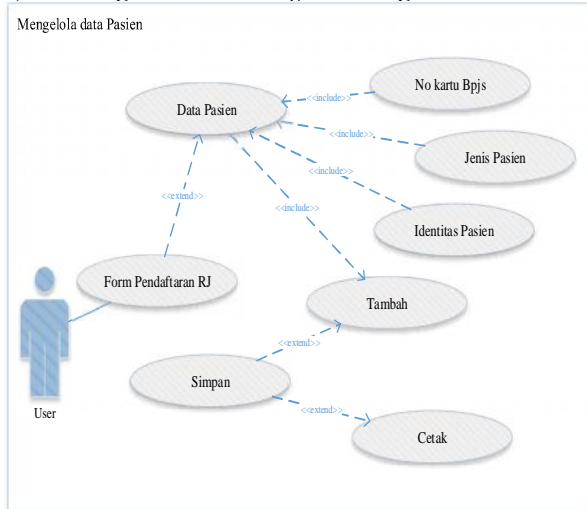 Mengelola data Pasien
No kartu Bpjs
<<include>>
Data Pasien
<<include>>
Jenis Pasien
<<include>>
<<extend>>
<<include>>
Identitas Pasien
Form Pendaftaran RJ
Tambah
<<extend>>
Simpan
<<extend>>
User
Cetak